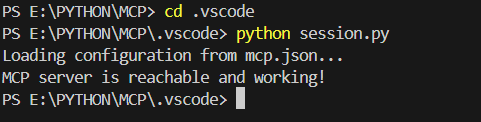 PS E:\PYTHON\MCP> cd .vscode
PS E:\PYTHON\MCP\.vscode> python session.py
Loading configuration from mcp.json...
MCP server is reachable and working!
PS E:\PYTHON\MCP\.vscode>